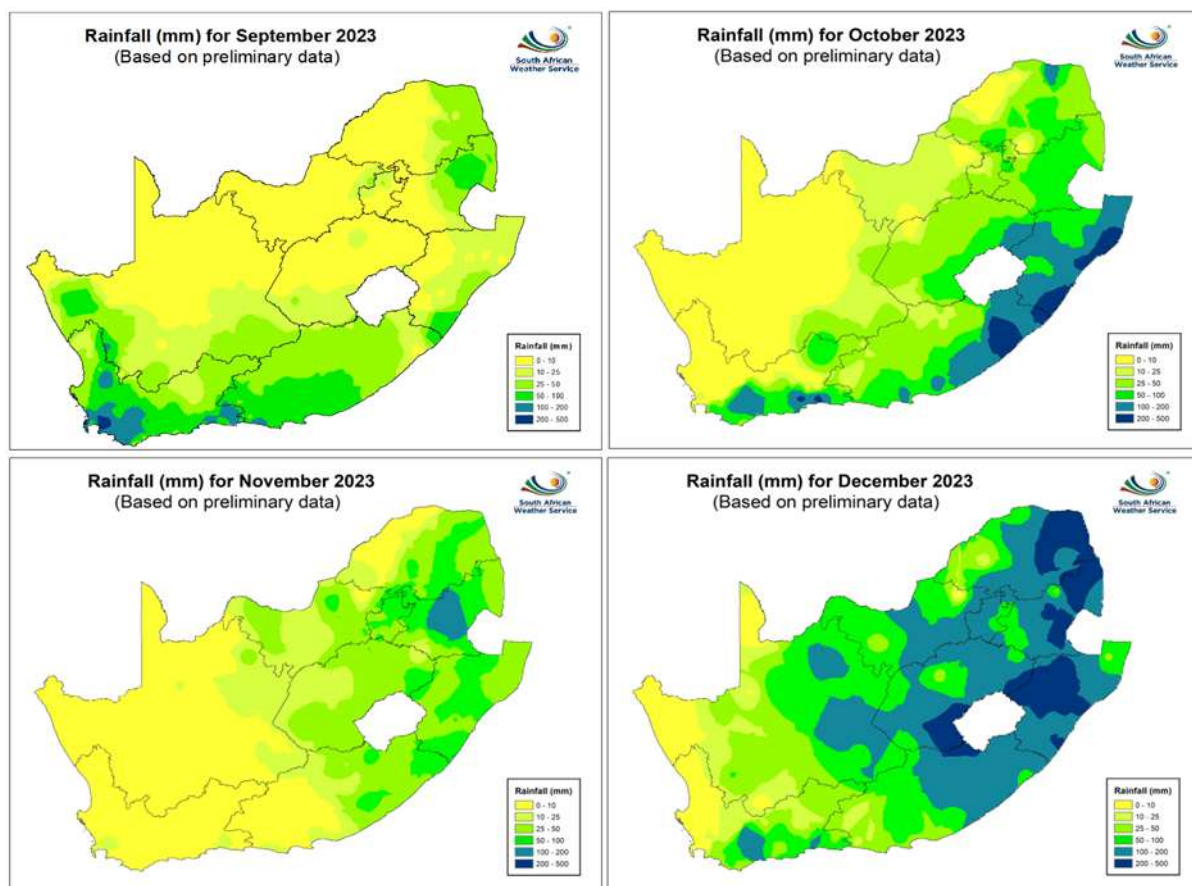 Rainfall (mm) for September 2023
(Based on preliminary data)
South African
Weather Service
Rainfall (mm)
0 - 10
10 - 25
25 - 50
50 - 100
100 - 200
200 - 500
Rainfall (mm) for October 2023
(Based on preliminary data)
South African
Weather Service
Rainfall (mm)
0 - 10
10 - 25
25 - 50
50 - 100
100 - 200
200 - 500
Rainfall (mm) for November 2023
(Based on preliminary data)
South African
Weather Service
Rainfall (mm)
0 - 10
10 - 25
25 - 50
50 - 100
100 - 200
200 - 500
Rainfall (mm) for December 2023
(Based on preliminary data)
South African
Weather Service
Rainfall (mm)
0 - 10
10 - 25
25 - 50
50 - 100
100 - 200
200 - 500